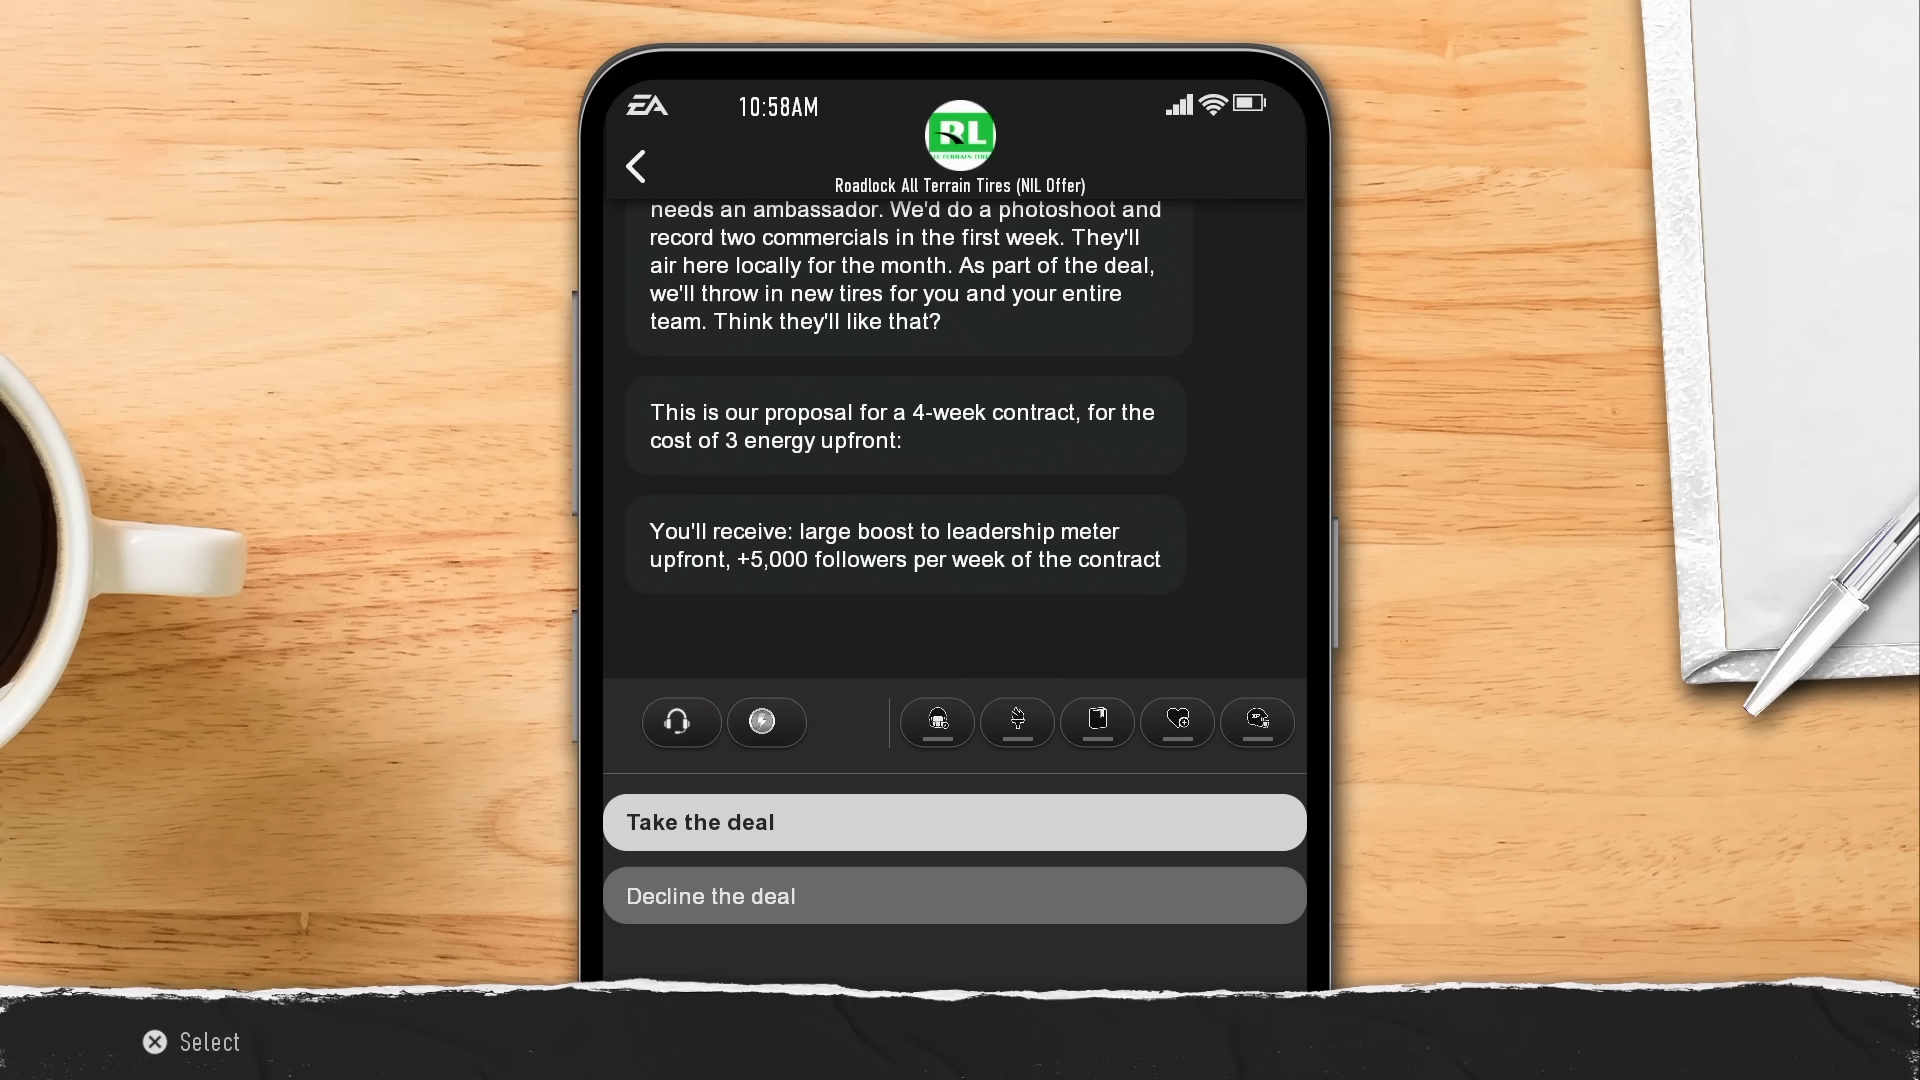 EA
10:58AM
RL
Roadlock All Terrain Tires (NIL Offer)
needs an ambassador. We'd do a photoshoot and
record two commercials in the first week. They'll
air here locally for the month. As part of the deal,
we'll throw in new tires for you and your entire
team. Think they'll like that?
This is our proposal for a 4-week contract, for the
cost of 3 energy upfront:
You'll receive: large boost to leadership meter
upfront, +5,000 followers per week of the contract
XP
Take the deal
Decline the deal
Select